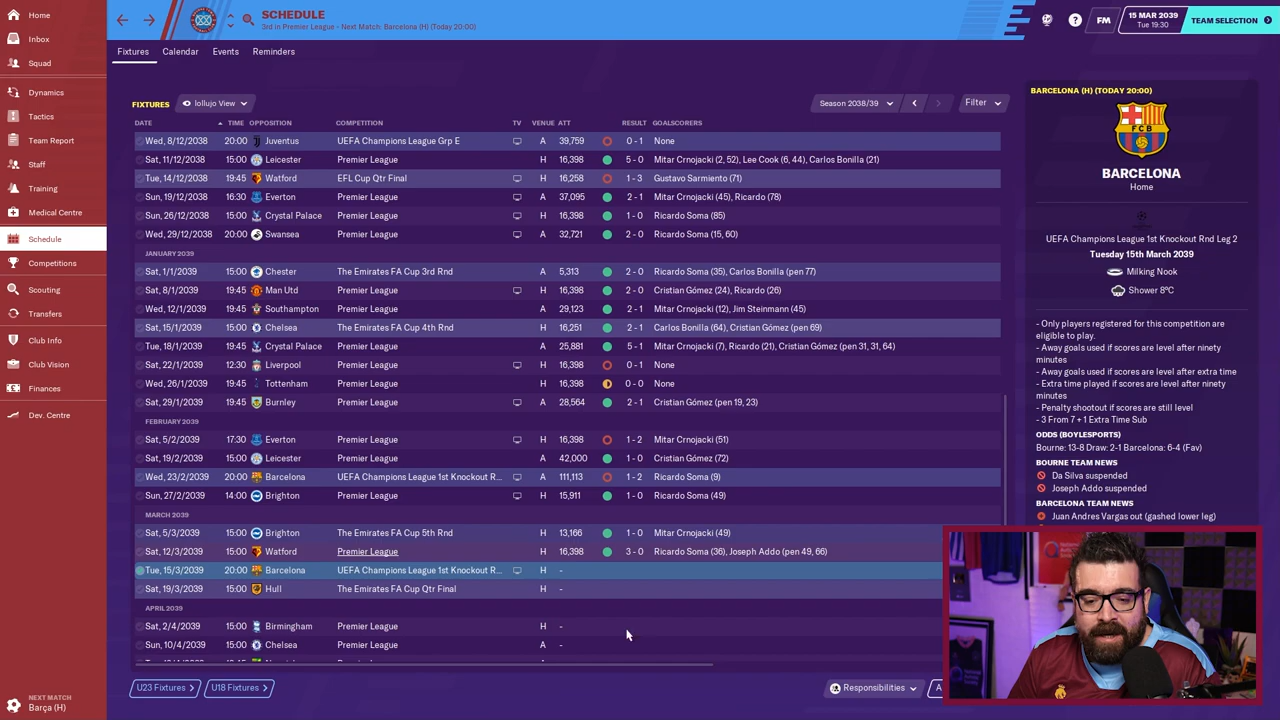 Home
Inbox
Squad
Dynamics
Tactics
Team Report
Staff
Training
Medical Centre
Schedule
Competitions
Scouting
Transfers
Club Info
Club Vision
Finances
Dev. Centre
NEXT MATCH
Barça (H)
SCHEDULE
3rd in Premier League - Next Match: Barcelona (H) (Today 20:00)
FM
15 MAR 2039
Tue 19:30
TEAM SELECTION
Fixtures Calendar Events Reminders
FIXTURES lollujo View Season 2038/39 Filter
DATE TIME OPPOSITION COMPETITION TV VENUE ATT RESULT GOALSCORERS
Wed, 8/12/2038 20:00 Juventus UEFA Champions League Grp E A 39,759 0 - 1 None
Sat, 11/12/2038 15:00 Leicester Premier League H 16,398 5 - 0 Mitar Crnojacki (2, 52), Lee Cook (6, 44), Carlos Bonilla (21)
Tue, 14/12/2038 19:45 Watford EFL Cup Qtr Final H 16,258 1 - 3 Gustavo Sarmiento (71)
Sun, 19/12/2038 16:30 Everton Premier League A 37,095 2 - 1 Mitar Crnojacki (45), Ricardo (78)
Sun, 26/12/2038 15:00 Crystal Palace Premier League H 16,398 1 - 0 Ricardo Soma (85)
Wed, 29/12/2038 20:00 Swansea Premier League A 32,721 2 - 0 Ricardo Soma (15, 60)
JANUARY 2039
Sat, 1/1/2039 15:00 Chester The Emirates FA Cup 3rd Rnd A 5,313 2 - 0 Ricardo Soma (35), Carlos Bonilla (pen 77)
Sat, 8/1/2039 19:45 Man Utd Premier League H 16,398 2 - 0 Cristian Gómez (24), Ricardo (26)
Wed, 12/1/2039 19:45 Southampton Premier League A 29,123 2 - 1 Mitar Crnojacki (12), Jim Steinmann (45)
Sat, 15/1/2039 15:00 Chelsea The Emirates FA Cup 4th Rnd H 16,251 2 - 1 Carlos Bonilla (64), Cristian Gómez (pen 69)
Tue, 18/1/2039 19:45 Crystal Palace Premier League A 25,881 5 - 1 Mitar Crnojacki (7), Ricardo (21), Cristian Gómez (pen 31, 31, 64)
Sat, 22/1/2039 12:30 Liverpool Premier League H 16,398 0 - 1 None
Wed, 26/1/2039 19:45 Tottenham Premier League H 16,398 0 - 0 None
Sat, 29/1/2039 19:45 Burnley Premier League A 28,564 2 - 1 Cristian Gómez (pen 19, 23)
FEBRUARY 2039
Sat, 5/2/2039 17:30 Everton Premier League H 16,398 1 - 2 Mitar Crnojacki (51)
Sat, 19/2/2039 15:00 Leicester Premier League A 42,000 1 - 0 Cristian Gómez (72)
Wed, 23/2/2039 20:00 Barcelona UEFA Champions League 1st Knockout R... A 111,113 1 - 2 Ricardo Soma (9)
Sun, 27/2/2039 14:00 Brighton Premier League H 15,911 1 - 0 Ricardo Soma (49)
MARCH 2039
Sat, 5/3/2039 15:00 Brighton The Emirates FA Cup 5th Rnd H 13,166 1 - 0 Mitar Crnojacki (49)
Sat, 12/3/2039 15:00 Watford Premier League H 16,398 3 - 0 Ricardo Soma (36), Joseph Addo (pen 49, 66)
Tue, 15/3/2039 20:00 Barcelona UEFA Champions League 1st Knockout R... H -
Sat, 19/3/2039 15:00 Hull The Emirates FA Cup Qtr Final H -
APRIL 2039
Sat, 2/4/2039 15:00 Birmingham Premier League H -
Sun, 10/4/2039 15:00 Chelsea Premier League A -
U23 Fixtures U18 Fixtures Responsibilities
BARCELONA (H) (TODAY 20:00)
FCB
BARCELONA
Home
UEFA Champions League 1st Knockout Rnd Leg 2
Tuesday 15th March 2039
Milking Nook
Shower 8°C
- Only players registered for this competition are
eligible to play.
- Away goals used if scores are level after ninety
minutes
- Away goals used if scores are level after extra time
- Extra time played if scores are level after ninety
minutes
- Penalty shootout if scores are still level
- 3 From 7 + 1 Extra Time Sub
ODDS (BOYLESPORTS)
Bourne: 13-8 Draw: 2-1 Barcelona: 6-4 (Fav)
BOURNE TEAM NEWS
Da Silva suspended
Joseph Addo suspended
BARCELONA TEAM NEWS
Juan Andres Vargas out (gashed lower leg)